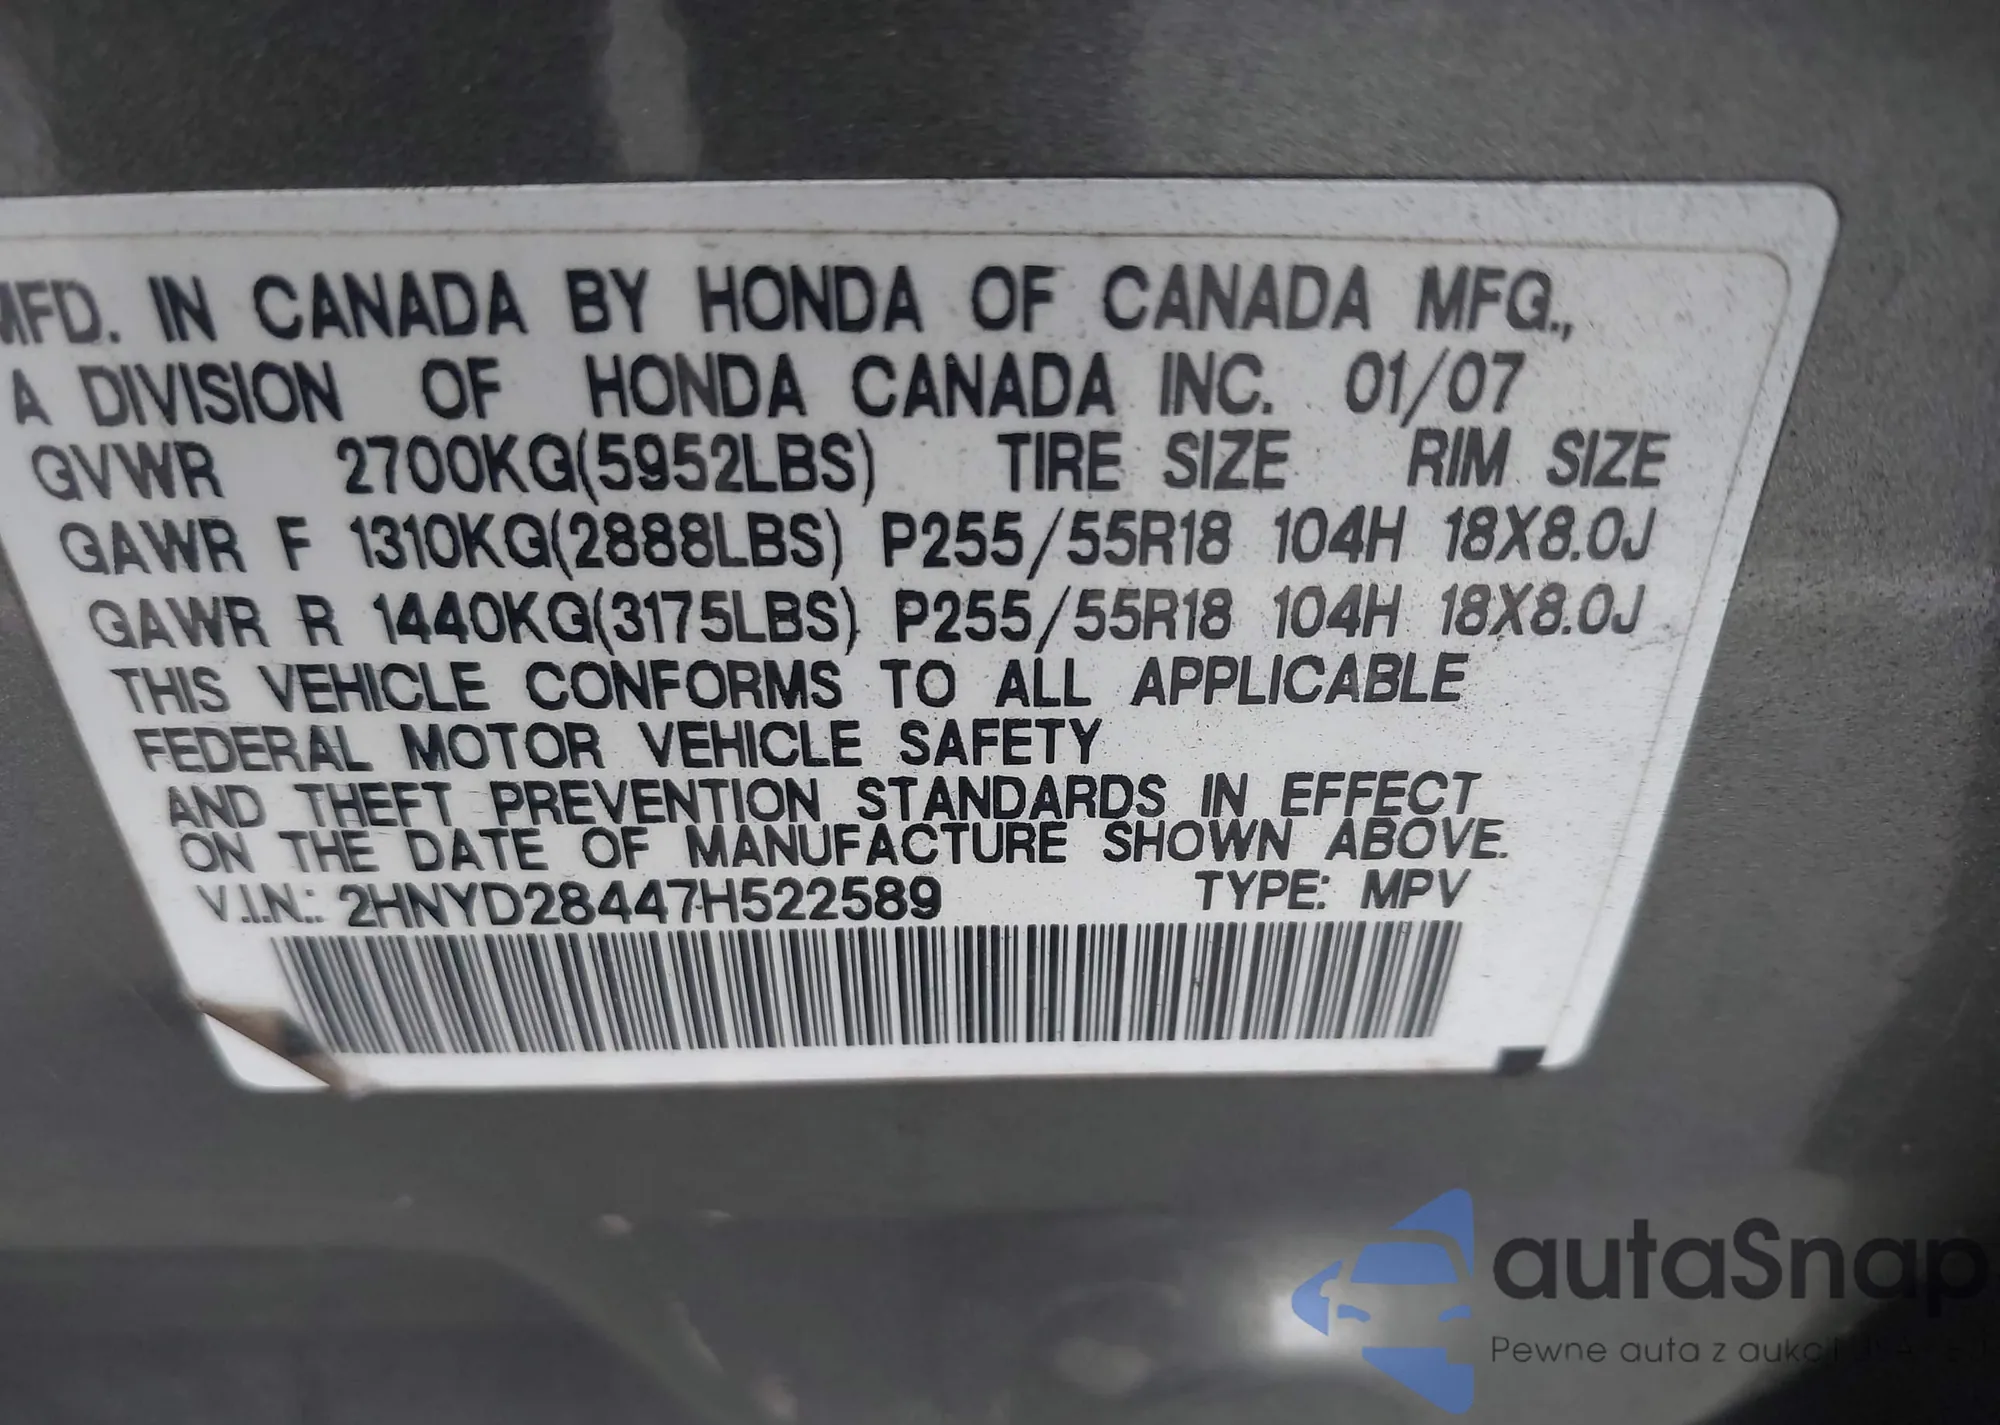 MFD. IN CANADA BY HONDA OF CANADA MFG.,
A DIVISION OF HONDA CANADA INC. 01/07
GVWR 2700KG(5952LBS) TIRE SIZE RIM SIZE
GAWR F 1310KG(2888LBS) P255/55R18 104H 18X8.0J
GAWR R 1440KG(3175LBS) P255/55R18 104H 18X8.0J
THIS VEHICLE CONFORMS TO ALL APPLICABLE
FEDERAL MOTOR VEHICLE SAFETY
AND THEFT PREVENTION STANDARDS IN EFFECT
ON THE DATE OF MANUFACTURE SHOWN ABOVE.
V.I.N.: 2HNYD28447H522589 TYPE: MPV
autaSnap
Pewne auta z aukcji